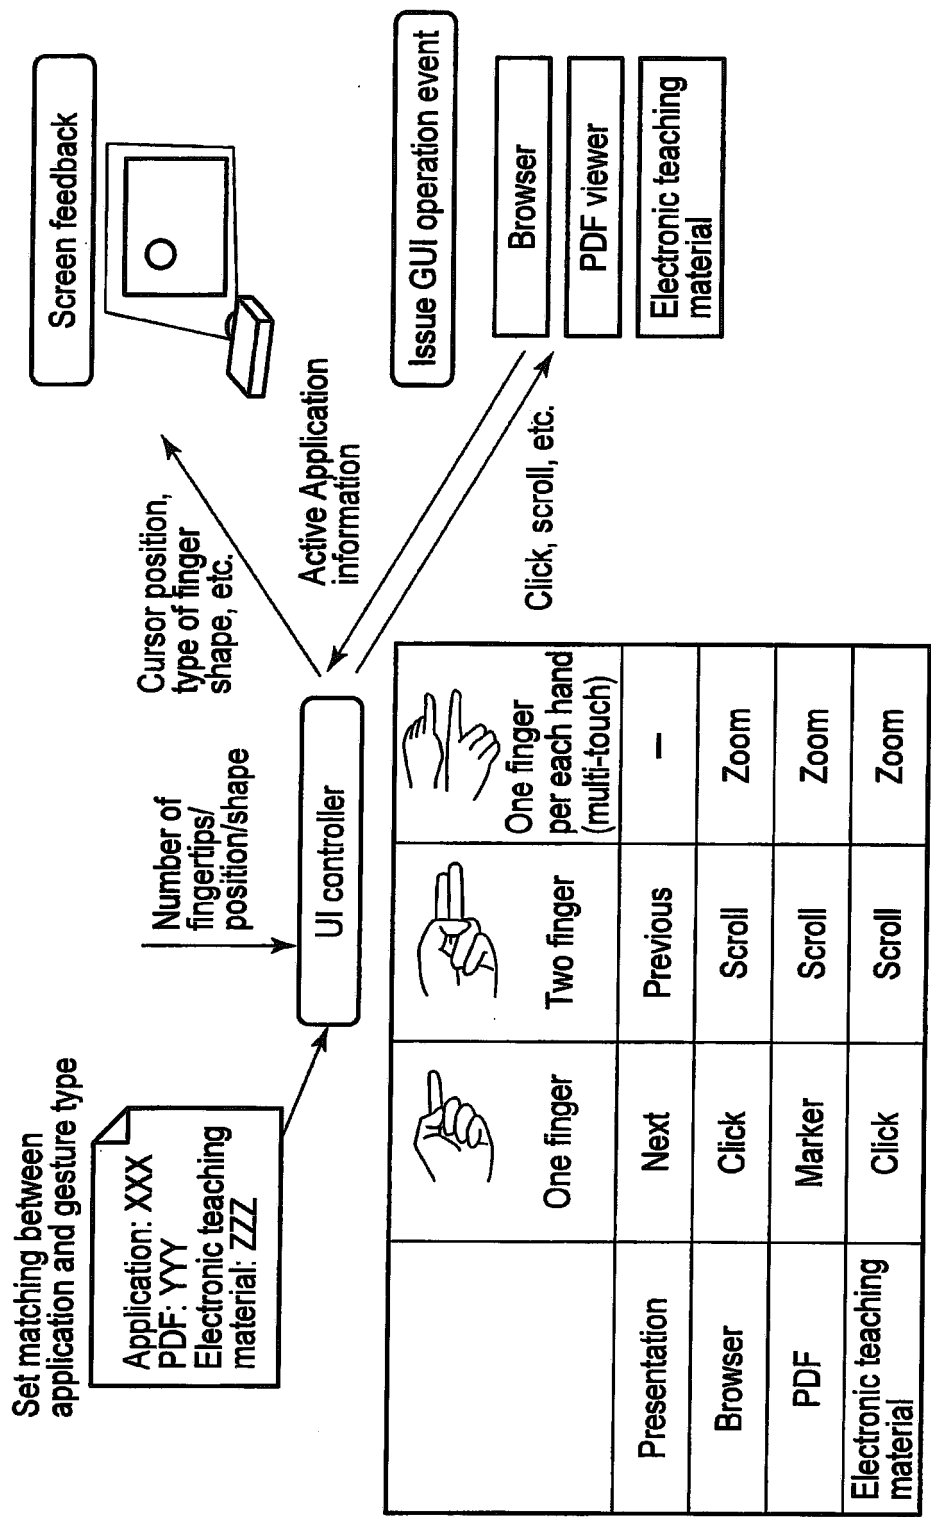 Set matching between
application and gesture type
Application: XXX
PDF: YYY
Electronic teaching
material: ZZZ
Number of
fingertips/
position/shape
UI controller
Cursor position,
type of finger
shape, etc.
Screen feedback
Active Application
information
Issue GUI operation event
Click, scroll, etc.
Browser
PDF viewer
Electronic teaching
material
One finger
Two finger
One finger
per each hand
(multi-touch)
Presentation
Next
Previous
–
Browser
Click
Scroll
Zoom
PDF
Marker
Scroll
Zoom
Electronic teaching
material
Click
Scroll
Zoom